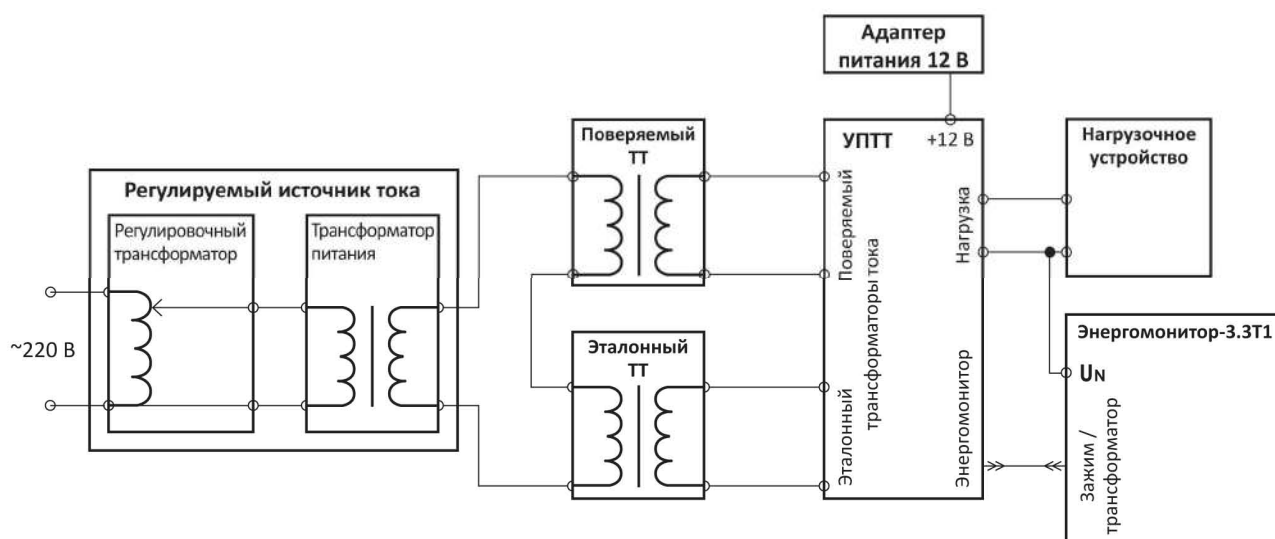 Адаптер
питания 12 В
Регулируемый источник тока
Регулировочный
трансформатор
Трансформатор
питания
~220 В
Поверяемый
ТТ
Эталонный
ТТ
УПТТ
+12 В
Поверяемый
Эталонный
трансформаторы тока
Нагрузка
Энергомонитор
Нагрузочное
устройство
Энергомонитор-3.3Т1
UN
Зажим /
трансформатор